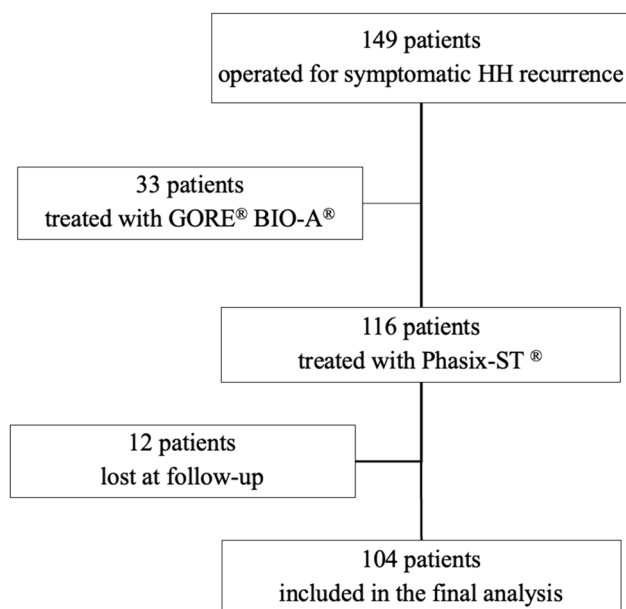 149 patients
operated for symptomatic HH recurrence
33 patients
treated with GORE® BIO-A®
116 patients
treated with Phasix-ST ®
12 patients
lost at follow-up
104 patients
included in the final analysis